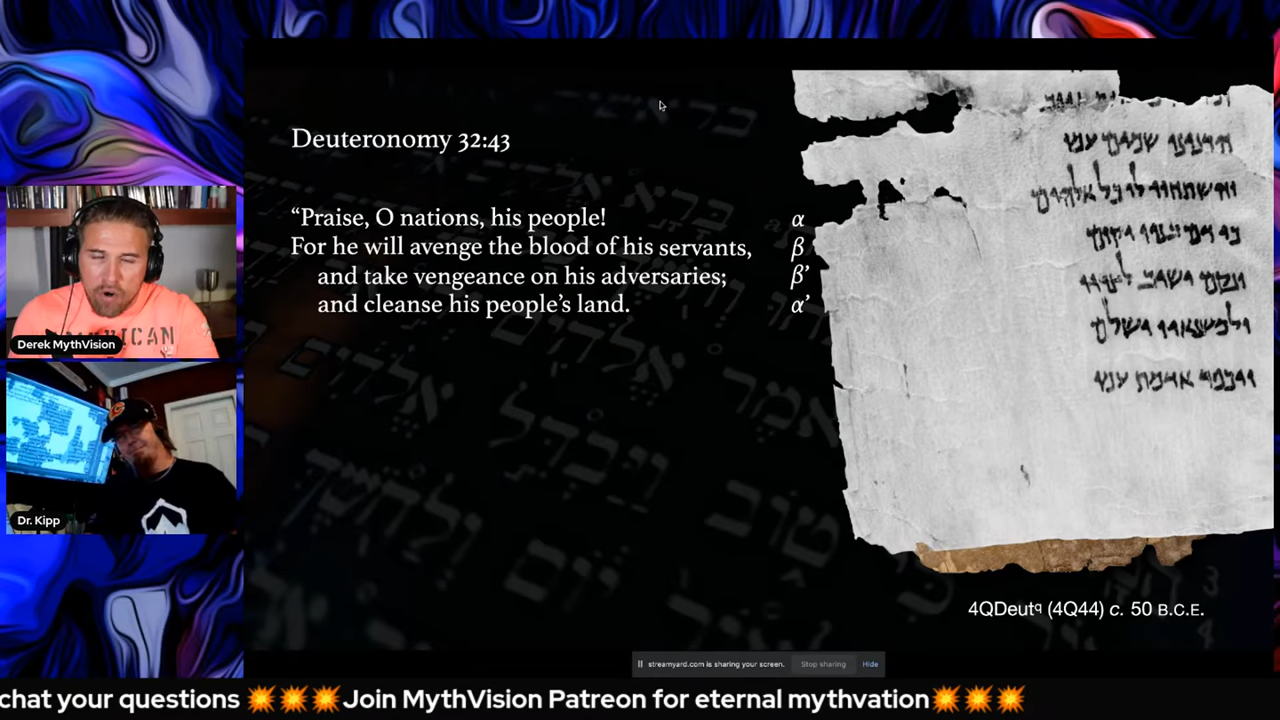 Deuteronomy 32:43
“Praise, O nations, his people! α
For he will avenge the blood of his servants, β
and take vengeance on his adversaries; β’
and cleanse his people’s land. α’
הרנינו שמים עמו
והשתחוו לו כל אלהים
כי דם בניו יקום
ונקם ישיב לצריו
ולמשנאיו ישלם
ויכפר אדמת עמו
4QDeutq (4Q44) c. 50 B.C.E.
Derek MythVision
Dr. Kipp
streamyard.com is sharing your screen. Stop sharing Hide
chat your questions 💥💥💥Join MythVision Patreon for eternal mythvation💥💥💥